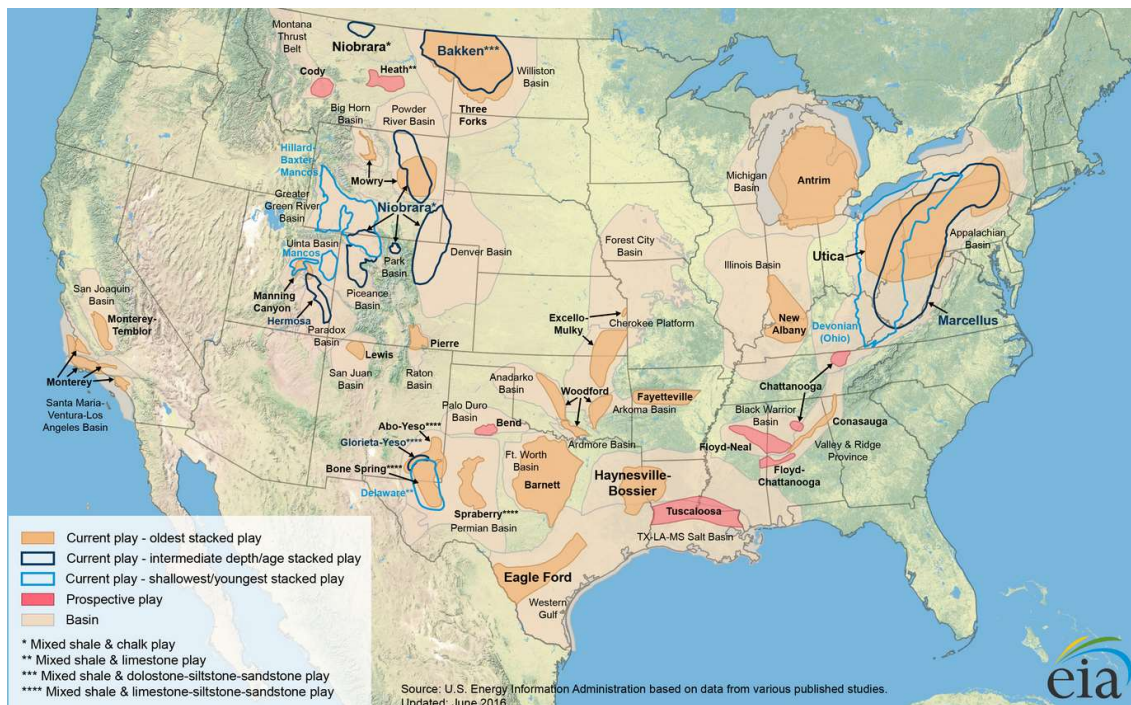 Montana
Thrust
Belt
Niobrara*
Bakken***
Cody
Heath**
Williston
Basin
Big Horn
Basin
Powder
River Basin
Three
Forks
Hillard-
Baxter-
Mancos
Mowry
Greater
Green River
Basin
Niobrara*
Michigan
Basin
Antrim
Uinta Basin
Mancos
Park
Basin
Denver Basin
Forest City
Basin
Illinois Basin
Utica
Appalachian
Basin
San Joaquin
Basin
Manning
Canyon
Piceance
Basin
Hermosa
Monterey-
Temblor
Paradox
Basin
Excello-
Mulky
Cherokee Platform
New
Albany
Devonian
(Ohio)
Marcellus
Pierre
Lewis
Monterey
San Juan
Basin
Raton
Basin
Anadarko
Basin
Woodford
Fayetteville
Chattanooga
Santa Maria-
Ventura-Los
Angeles Basin
Palo Duro
Basin
Bend
Arkoma Basin
Black Warrior
Basin
Conasauga
Abo-Yeso****
Glorieta-Yeso****
Ardmore Basin
Floyd-Neal
Valley & Ridge
Province
Bone Spring****
Ft. Worth
Basin
Barnett
Haynesville-
Bossier
Floyd-
Chattanooga
Delaware**
Spraberry****
Permian Basin
Tuscaloosa
TX-LA-MS Salt Basin
Eagle Ford
Western
Gulf
Current play - oldest stacked play
Current play - intermediate depth/age stacked play
Current play - shallowest/youngest stacked play
Prospective play
Basin
* Mixed shale & chalk play
** Mixed shale & limestone play
*** Mixed shale & dolostone-siltstone-sandstone play
**** Mixed shale & limestone-siltstone-sandstone play
Source: U.S. Energy Information Administration based on data from various published studies.
Updated: June 2016
eia